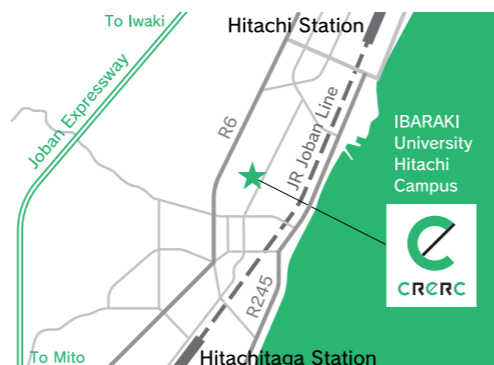 To Iwaki
Hitachi Station
Joban Expressway
R6
JR Joban Line
IBARAKI
University
Hitachi
Campus
CRERC
R245
To Mito
Hitachitaga Station